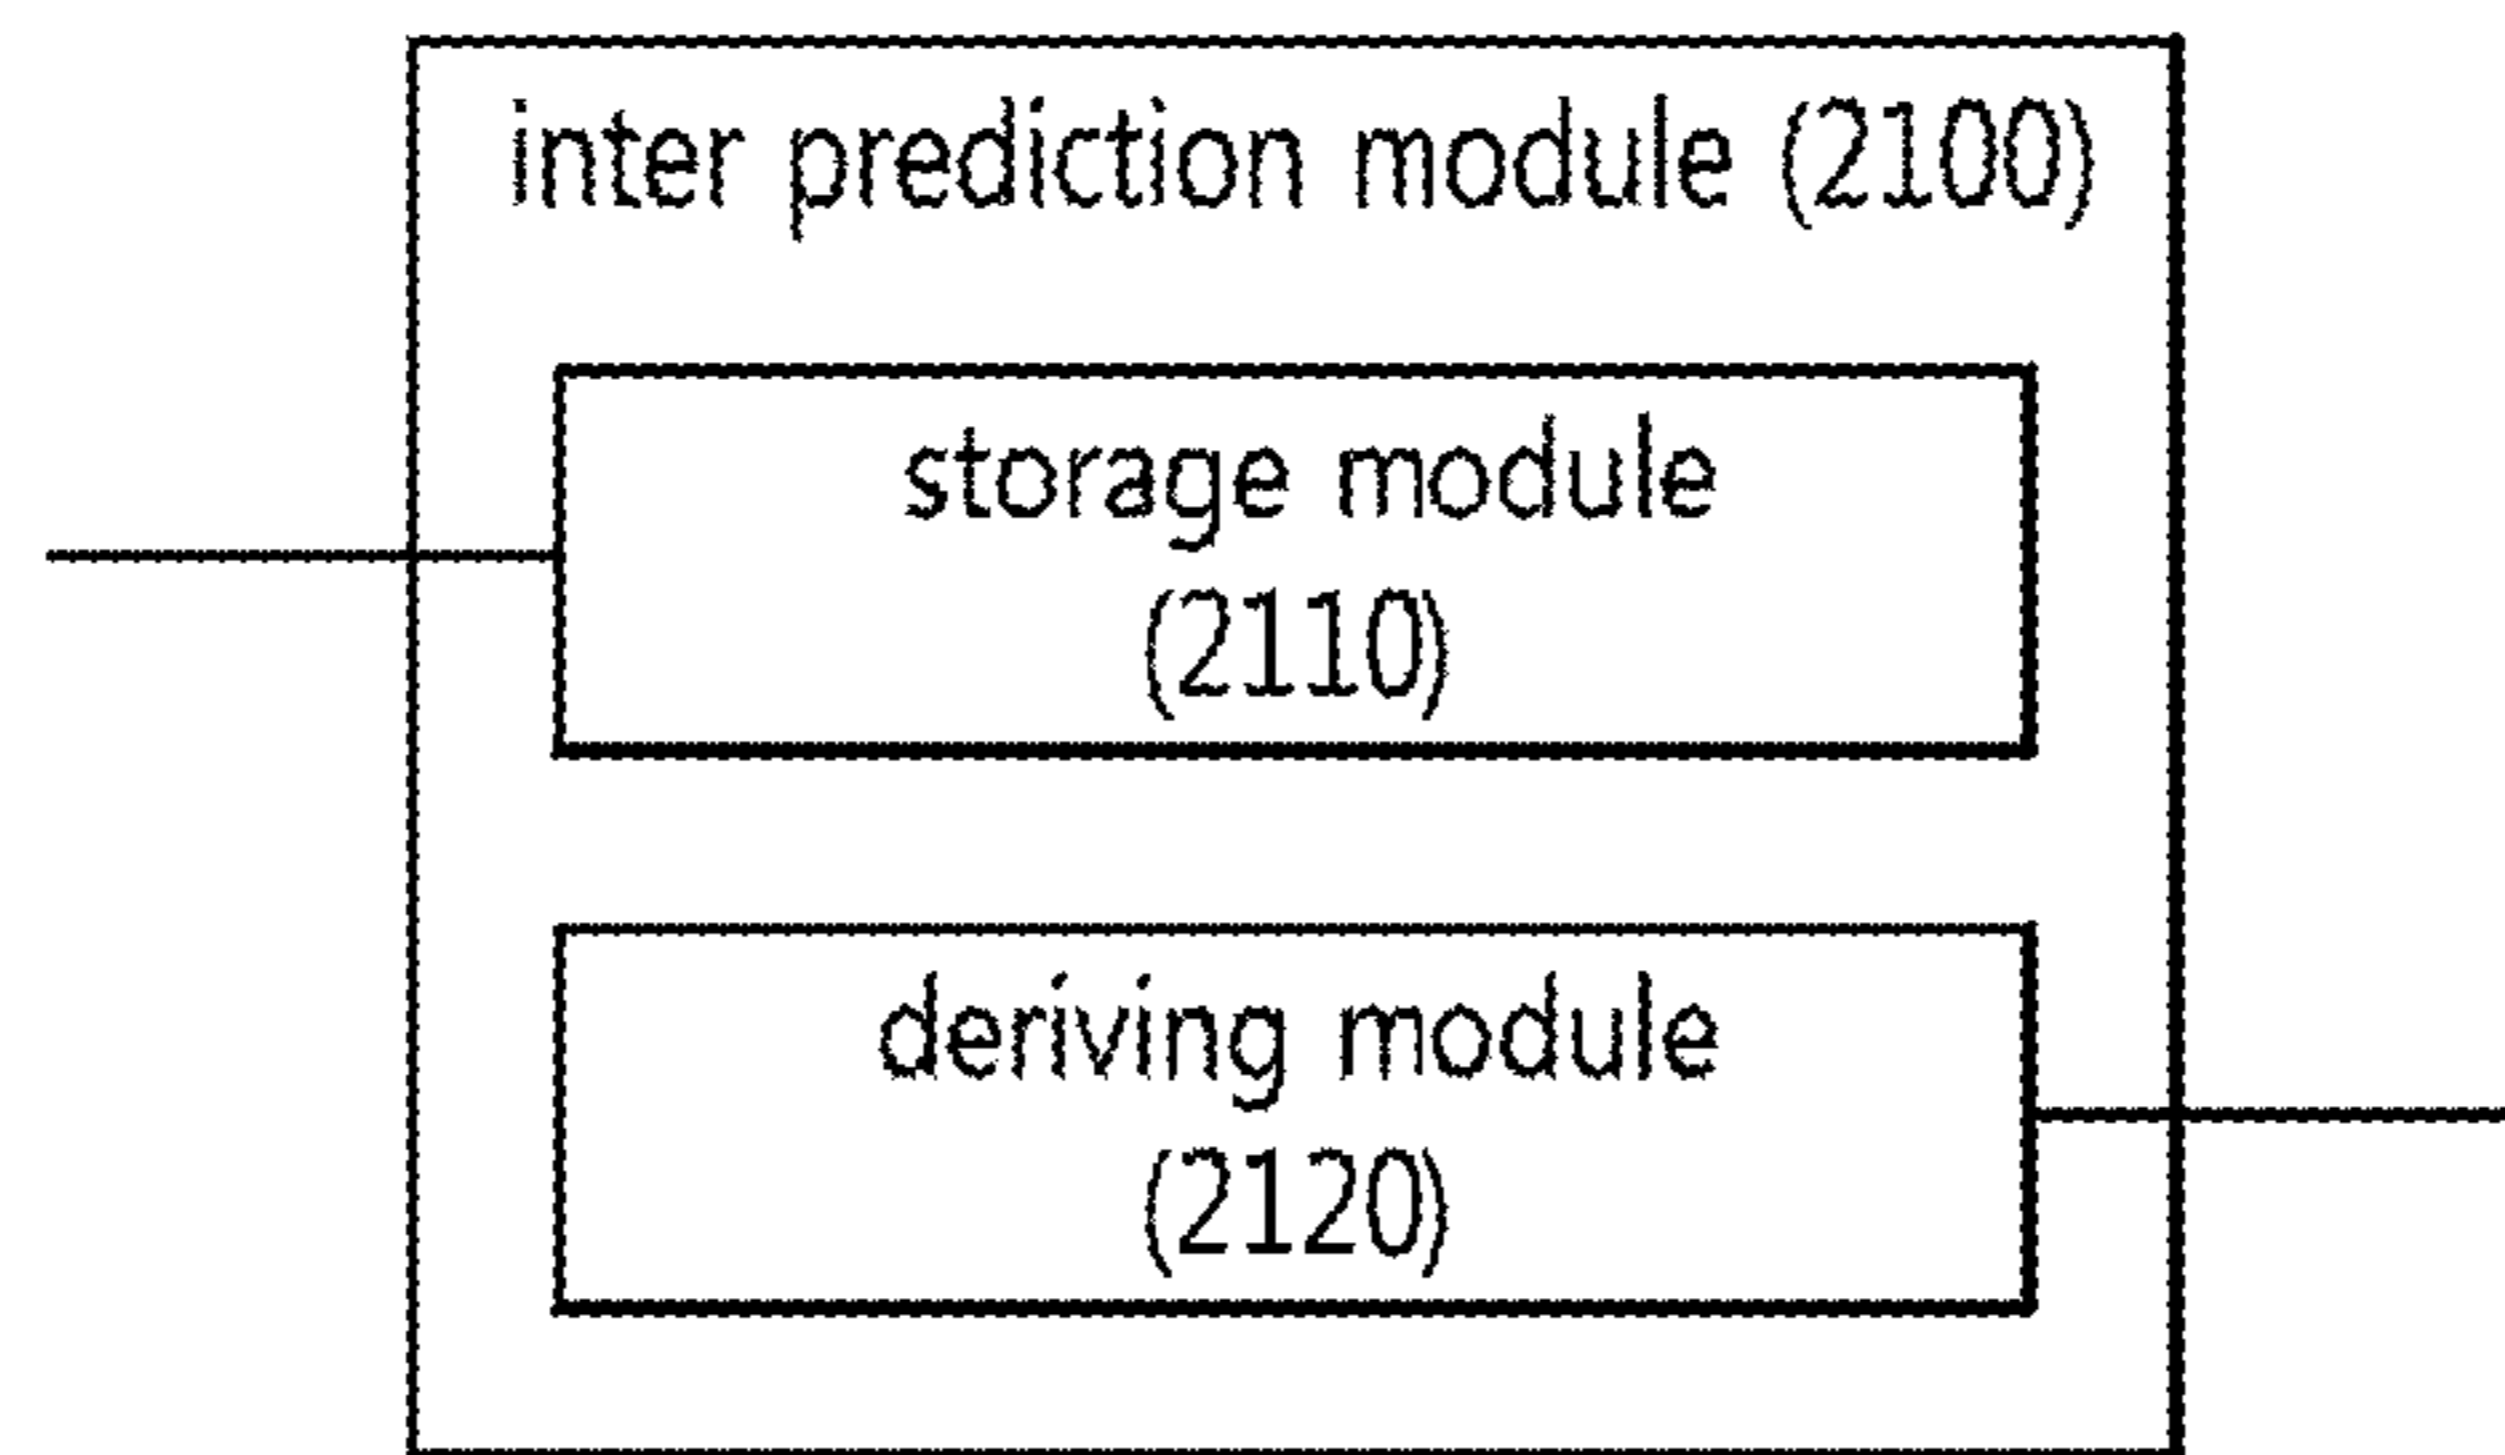 inter prediction module (2100)
storage module
(2110)
deriving module
(2120)